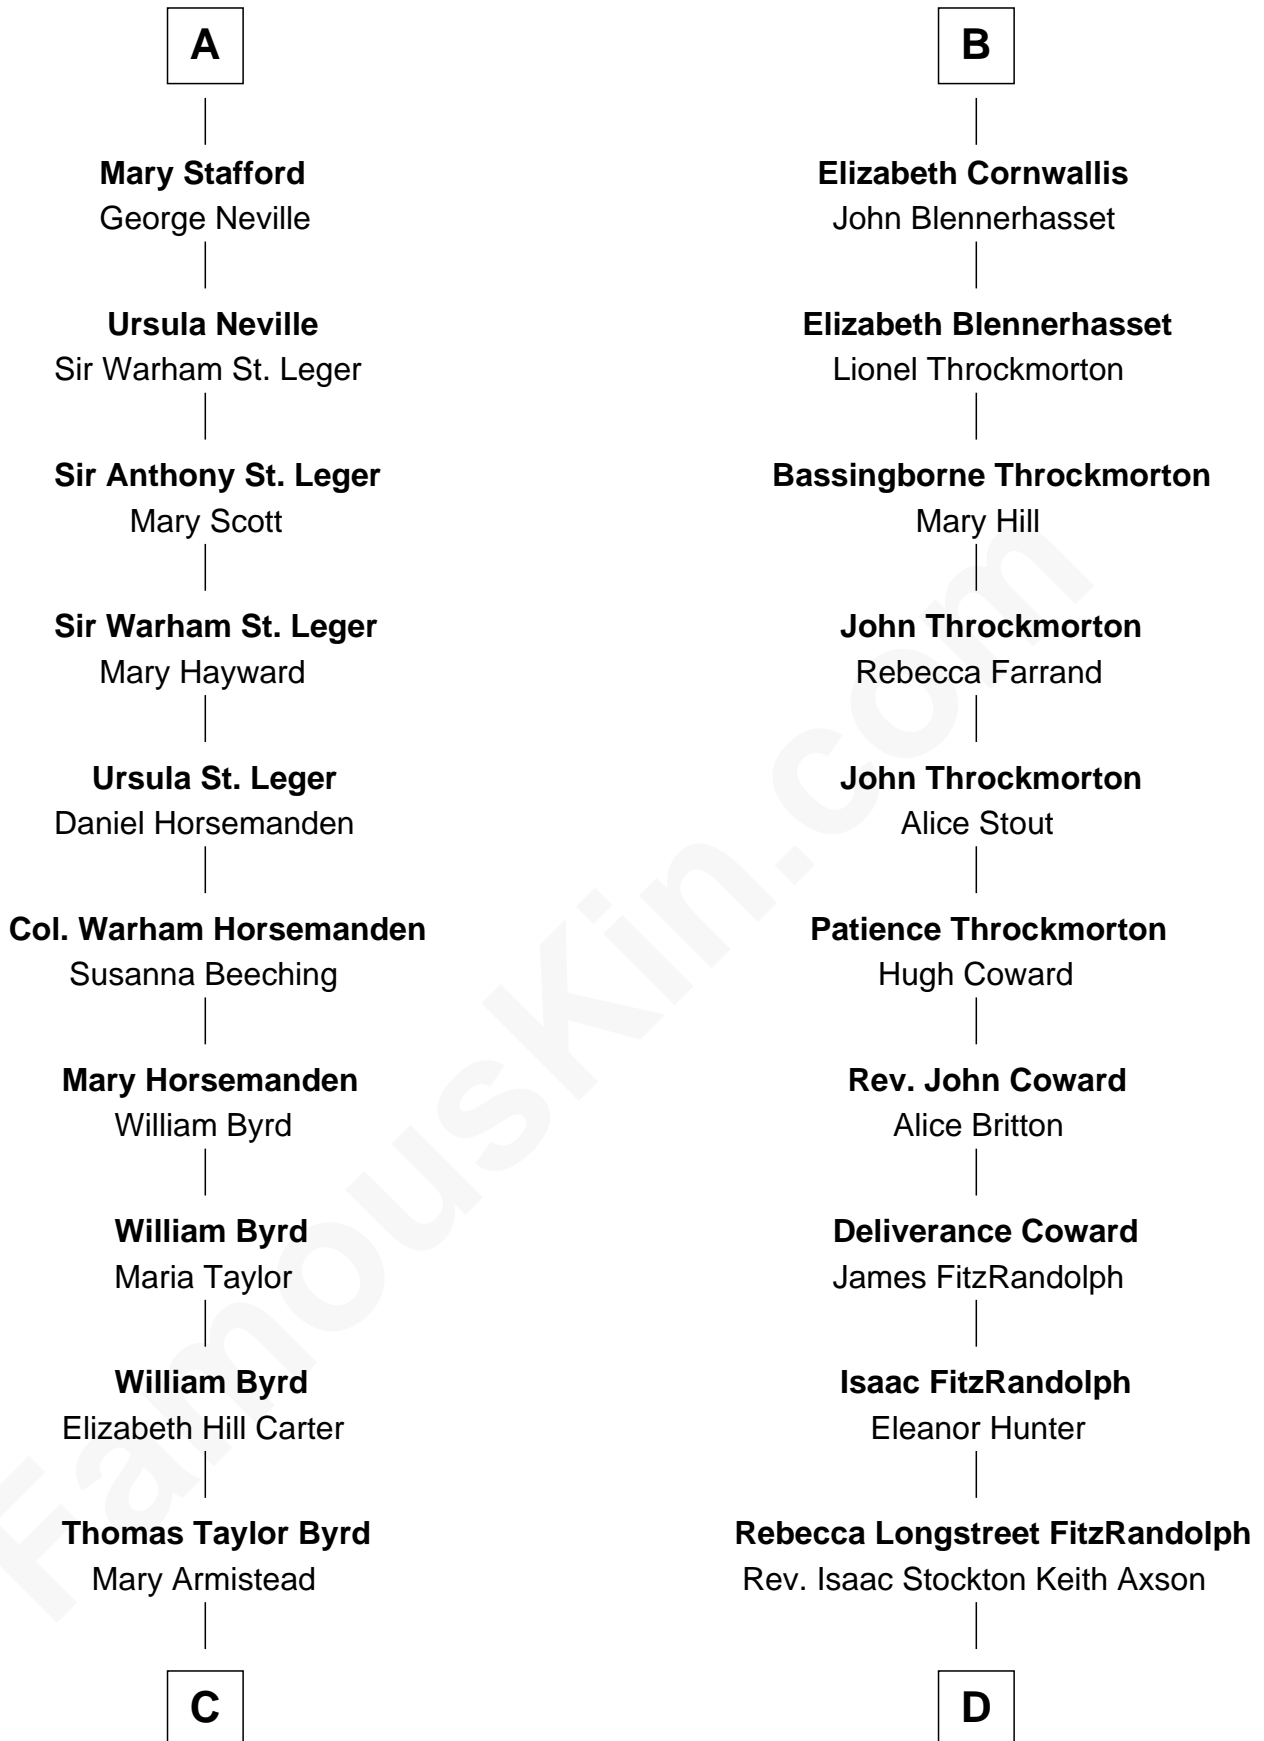 A
Mary Stafford
George Neville
Ursula Neville
Sir Warham St. Leger
Sir Anthony St. Leger
Mary Scott
Sir Warham St. Leger
Mary Hayward
Ursula St. Leger
Daniel Horsemanden
Col. Warham Horsemanden
Susanna Beeching
Mary Horsemanden
William Byrd
William Byrd
Maria Taylor
William Byrd
Elizabeth Hill Carter
Thomas Taylor Byrd
Mary Armistead
C
B
Elizabeth Cornwallis
John Blennerhasset
Elizabeth Blennerhasset
Lionel Throckmorton
Bassingborne Throckmorton
Mary Hill
John Throckmorton
Rebecca Farrand
John Throckmorton
Alice Stout
Patience Throckmorton
Hugh Coward
Rev. John Coward
Alice Britton
Deliverance Coward
James FitzRandolph
Isaac FitzRandolph
Eleanor Hunter
Rebecca Longstreet FitzRandolph
Rev. Isaac Stockton Keith Axson
D
FamousKin.com